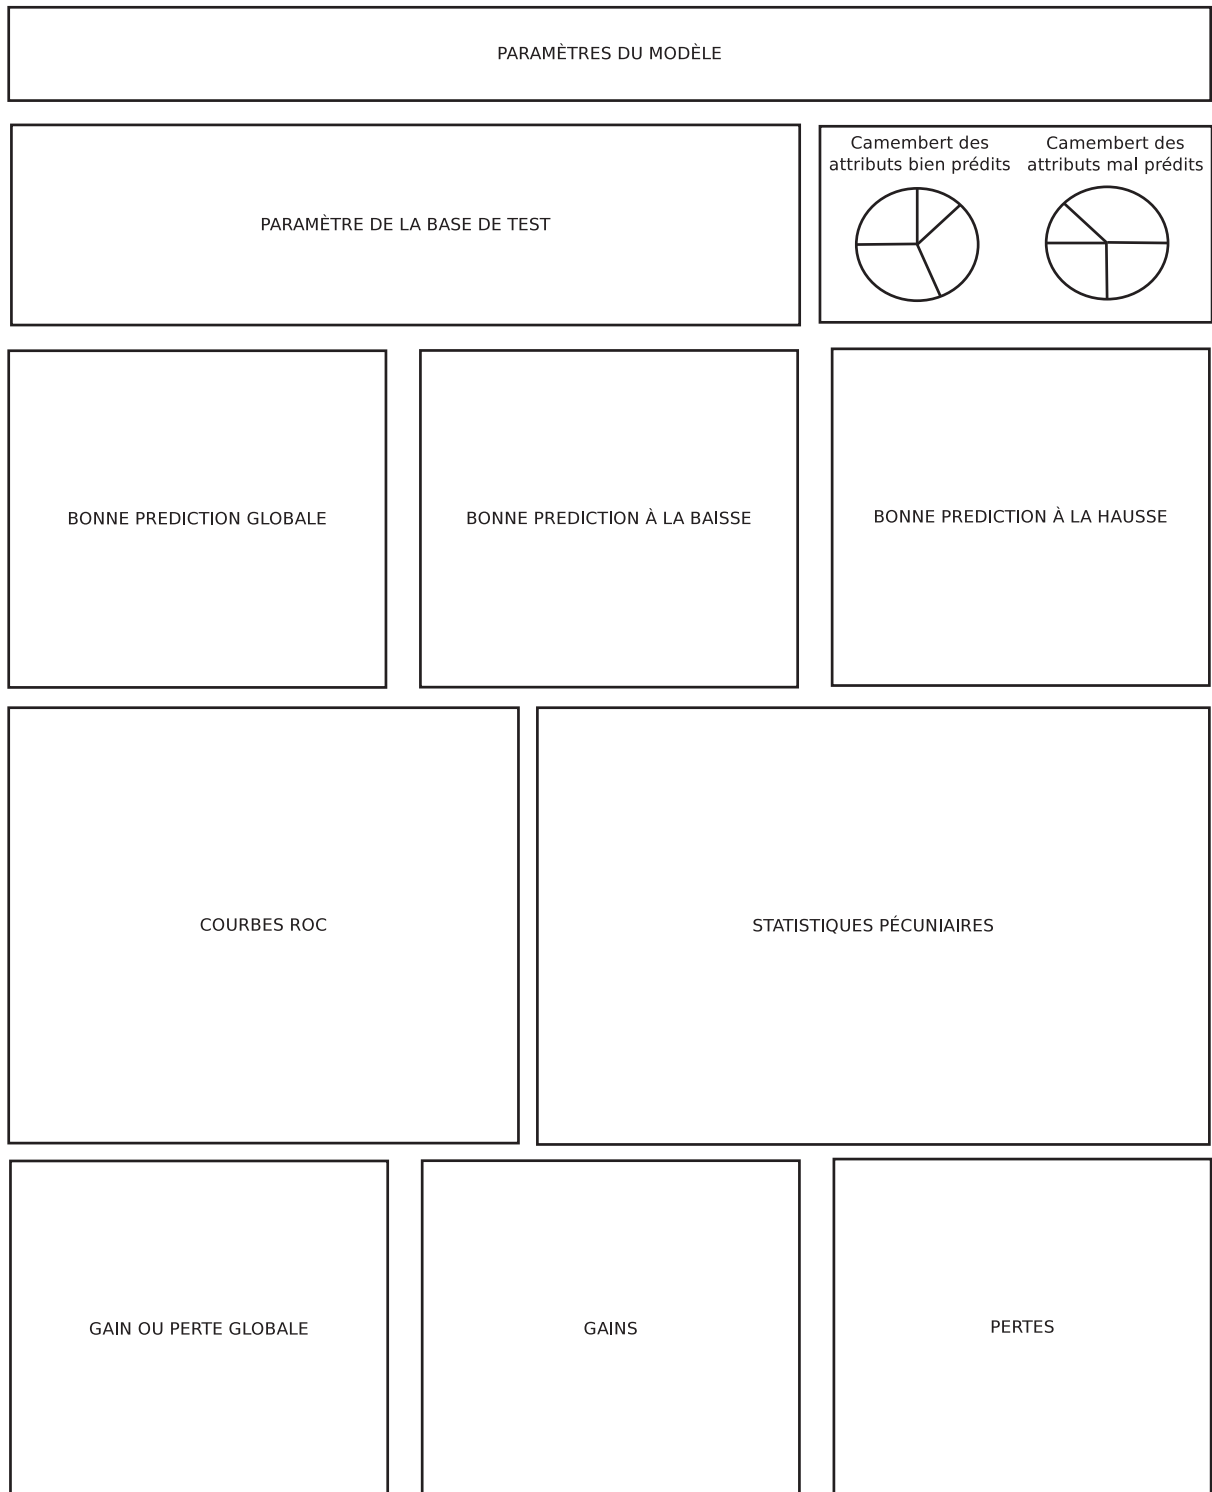 PARAMÈTRES DU MODÈLE
PARAMÈTRE DE LA BASE DE TEST
Camembert des
attributs bien prédits
Camembert des
attributs mal prédits
BONNE PREDICTION GLOBALE
BONNE PREDICTION À LA BAISSE
BONNE PREDICTION À LA HAUSSE
COURBES ROC
STATISTIQUES PÉCUNIAIRES
GAIN OU PERTE GLOBALE
GAINS
PERTES